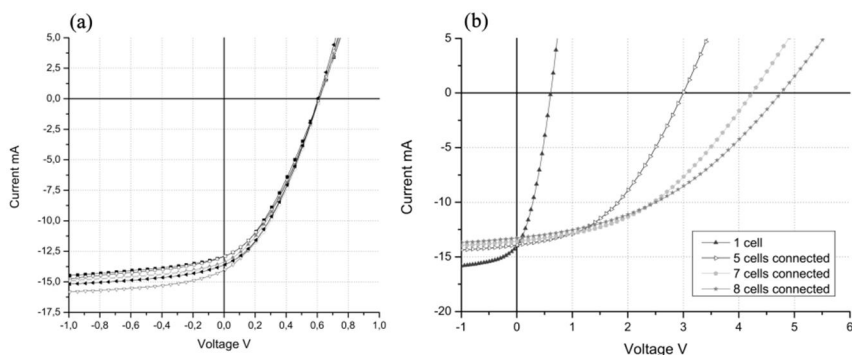 (a)
5,0
2,5
0,0
-2,5
-5,0
-7,5
-10,0
-12,5
-15,0
-17,5
Current mA
-1,0 -0,8 -0,6 -0,4 -0,2 0,0 0,2 0,4 0,6 0,8 1,0
Voltage V
(b)
5
0
-5
-10
-15
-20
Current mA
-1 0 1 2 3 4 5 6
Voltage V
1 cell
5 cells connected
7 cells connected
8 cells connected